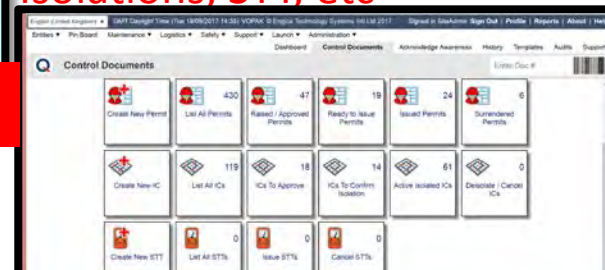 Isolutions, STT, etc
English (United Kingdom) GMT Daylight Time (Tue 19/09/2017 14:38) VOPAK © Engica Technology Systems Intl Ltd 2017 Signed in SiteAdmin Sign Out | Profile | Reports | About | Hel
Entities Pin Board Maintenance Logistics Safety Support Launch Administration
Dashboard Control Documents Acknowledge Awareness History Templates Audits Support
Q Control Documents Enter Doc #
430 47 19 24 6
Create New Permit List All Permits Raised / Approved Permits Ready to Issue Permits Issued Permits Surrendered Permits
119 18 14 61 0
Create New IC List All ICs ICs To Approve ICs To Confirm Isolation Active Isolated ICs Deisolate / Cancel ICs
0 0 0
Create New STT List All STTs Issue STTs Cancel STTs